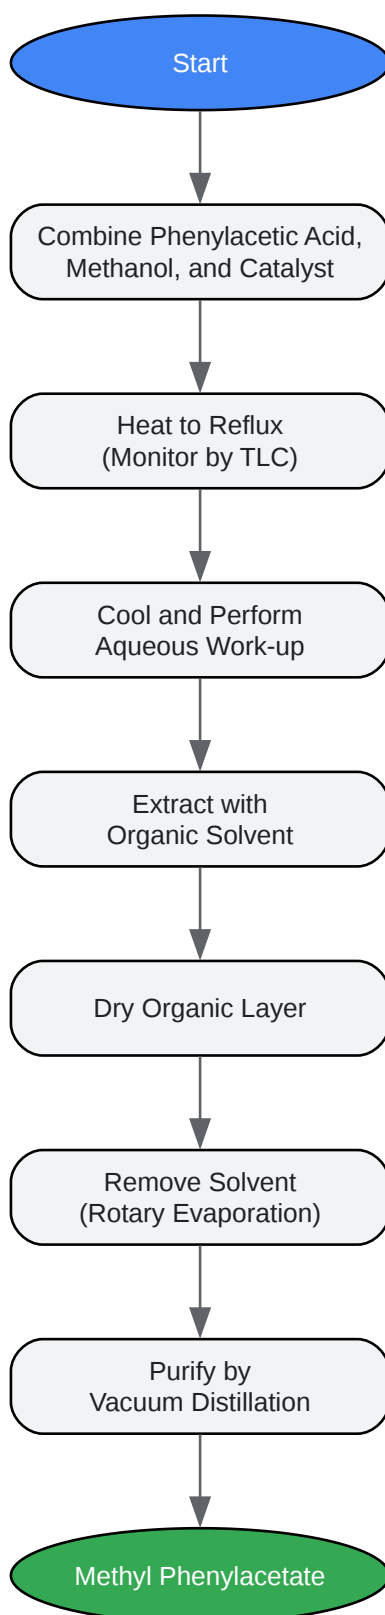 Start
Combine Phenylacetic Acid,
Methanol, and Catalyst
Heat to Reflux
(Monitor by TLC)
Cool and Perform
Aqueous Work-up
Extract with
Organic Solvent
Dry Organic Layer
Remove Solvent
(Rotary Evaporation)
Purify by
Vacuum Distillation
Methyl Phenylacetate